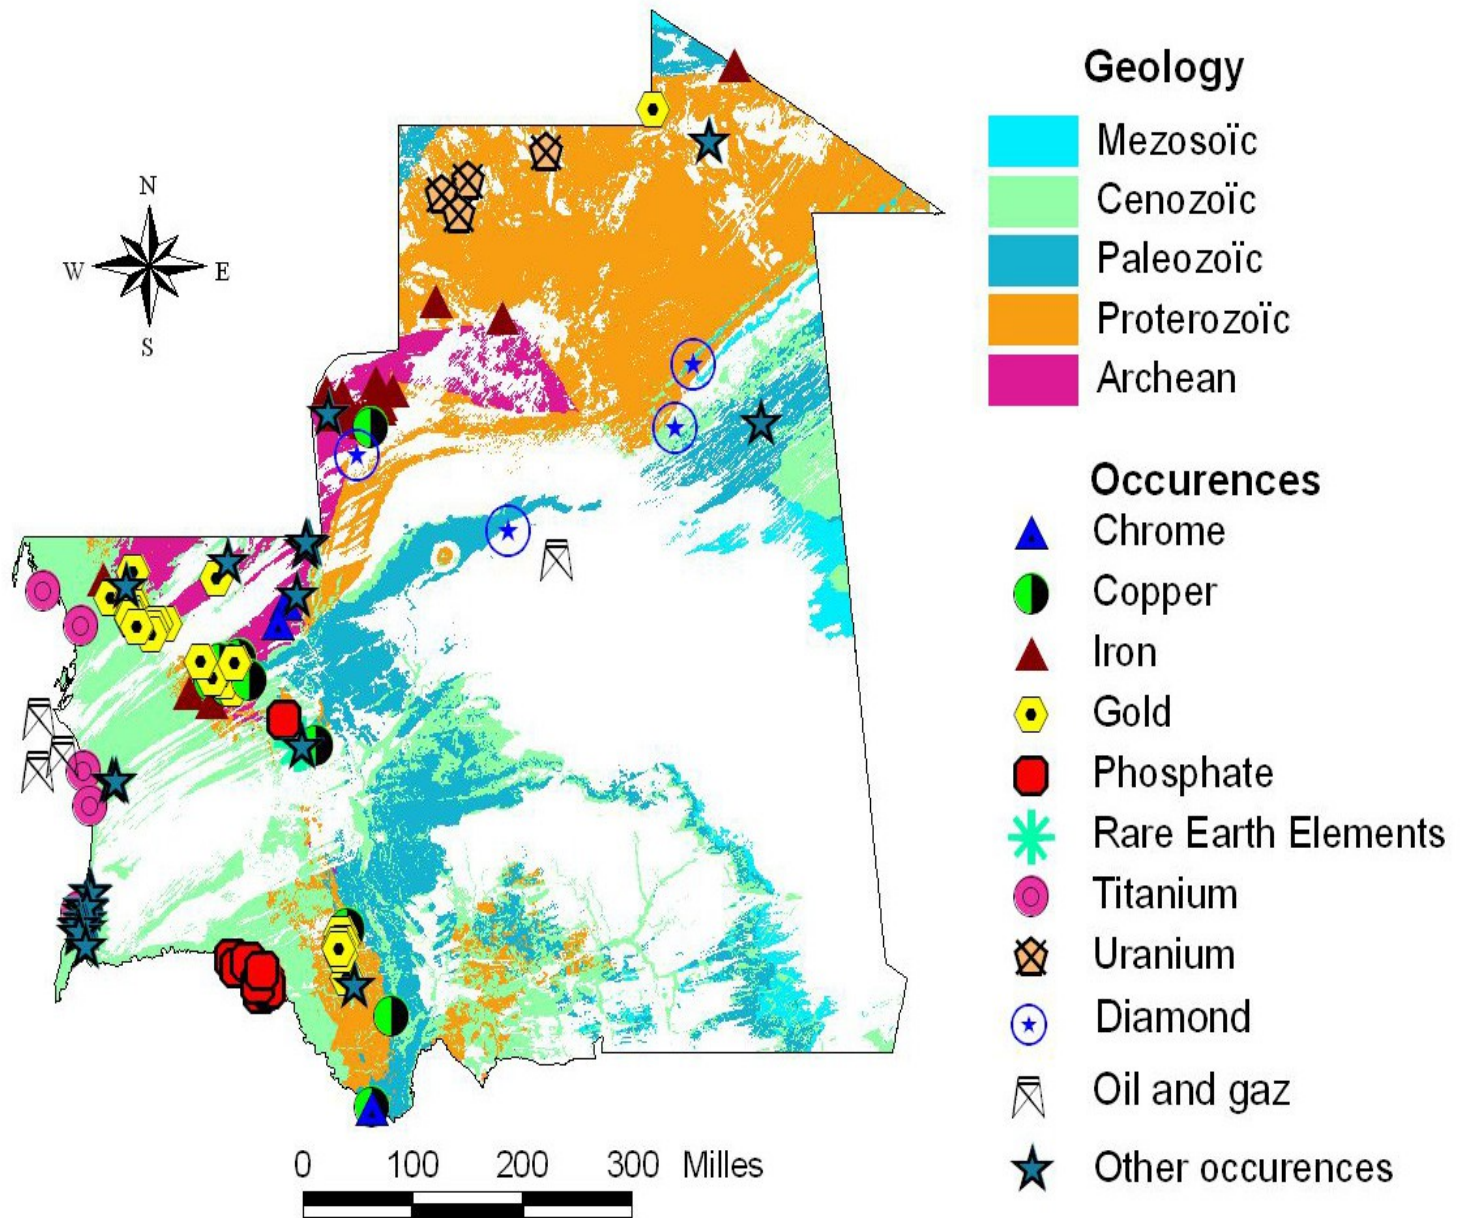 Geology
Mezosoïc
Cenozoïc
Paleozoïc
Proterozoïc
Archean
N
W E
S
Occurences
Chrome
Copper
Iron
Gold
Phosphate
Rare Earth Elements
Titanium
Uranium
Diamond
Oil and gaz
Other occurences
0 100 200 300 Milles